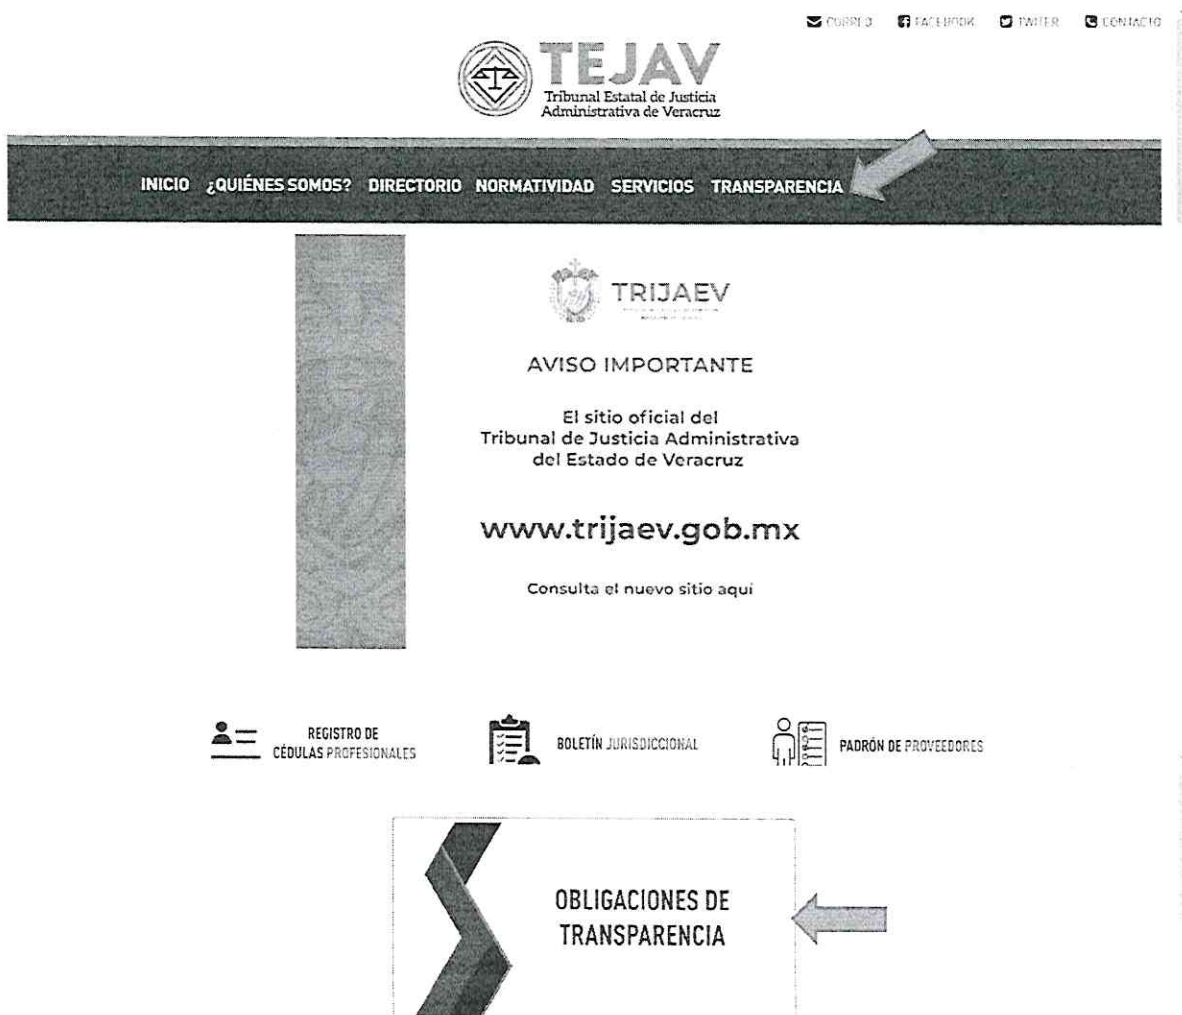 CORREO FACEBOOK TWITER CONTACTO
TEJAV
Tribunal Estatal de Justicia
Administrativa de Veracruz
INICIO ¿QUIÉNES SOMOS? DIRECTORIO NORMATIVIDAD SERVICIOS TRANSPARENCIA
TRIJAEV
AVISO IMPORTANTE
El sitio oficial del
Tribunal de Justicia Administrativa
del Estado de Veracruz
www.trijaev.gob.mx
Consulta el nuevo sitio aquí
REGISTRO DE
CÉDULAS PROFESIONALES
BOLETÍN JURISDICCIONAL
PADRÓN DE PROVEEDORES
OBLIGACIONES DE
TRANSPARENCIA